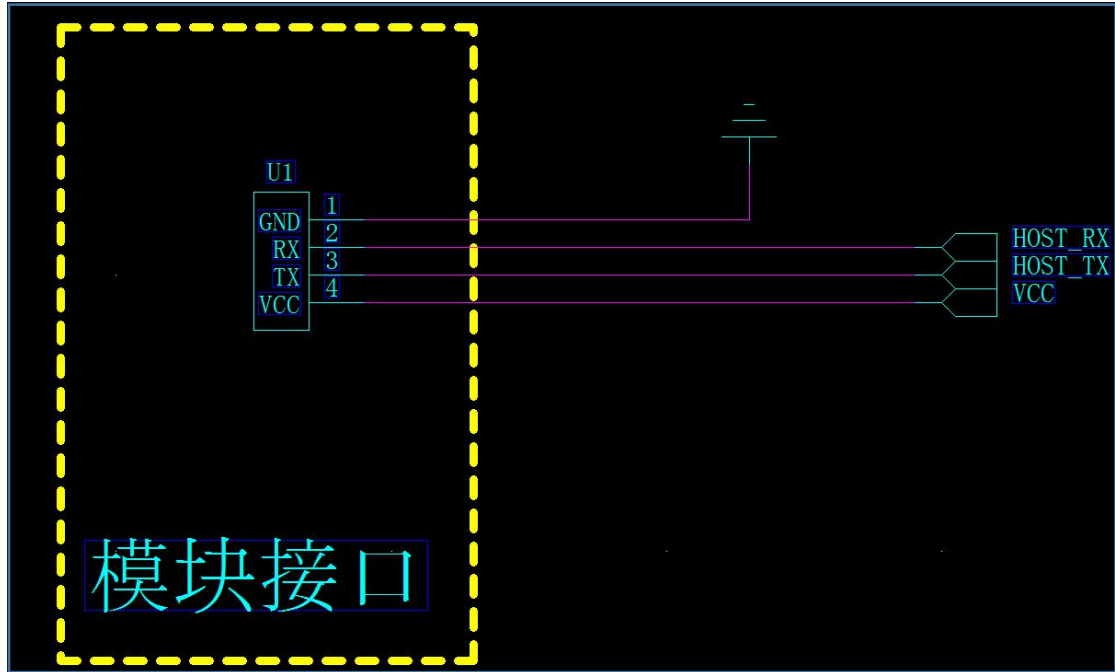 U1
GND 1
RX 2
TX 3
VCC 4
HOST_RX
HOST_TX
VCC
模块接口